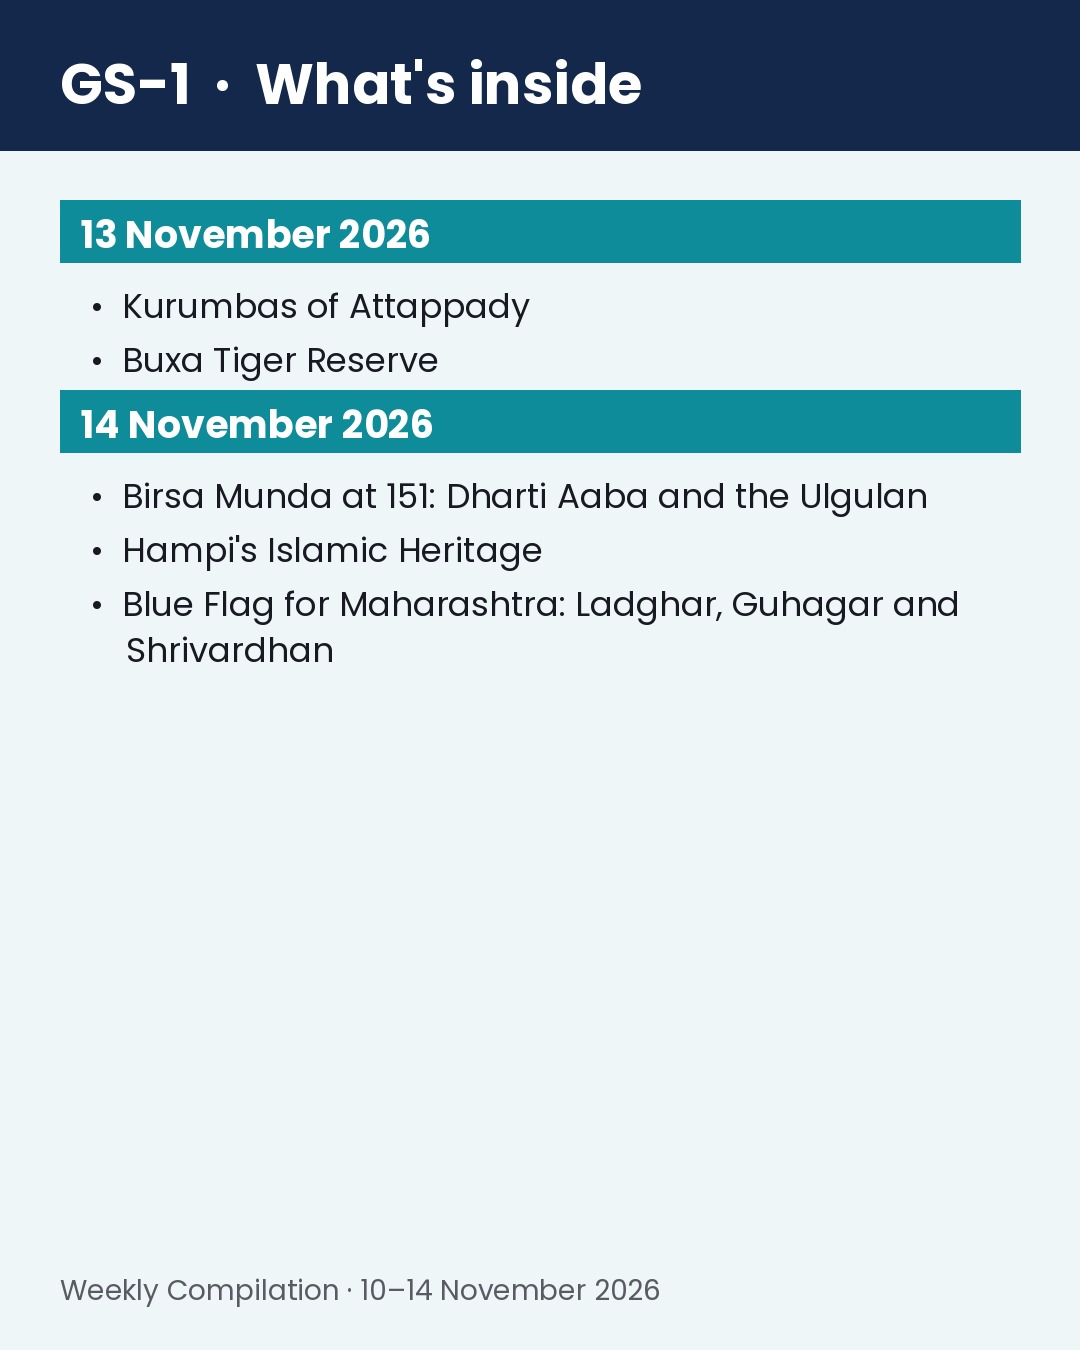 GS-1 · What's inside
13 November 2026
• Kurumbas of Attappady
• Buxa Tiger Reserve
14 November 2026
• Birsa Munda at 151: Dharti Aaba and the Ulgulan
• Hampi's Islamic Heritage
• Blue Flag for Maharashtra: Ladghar, Guhagar and
Shrivardhan
Weekly Compilation · 10–14 November 2026